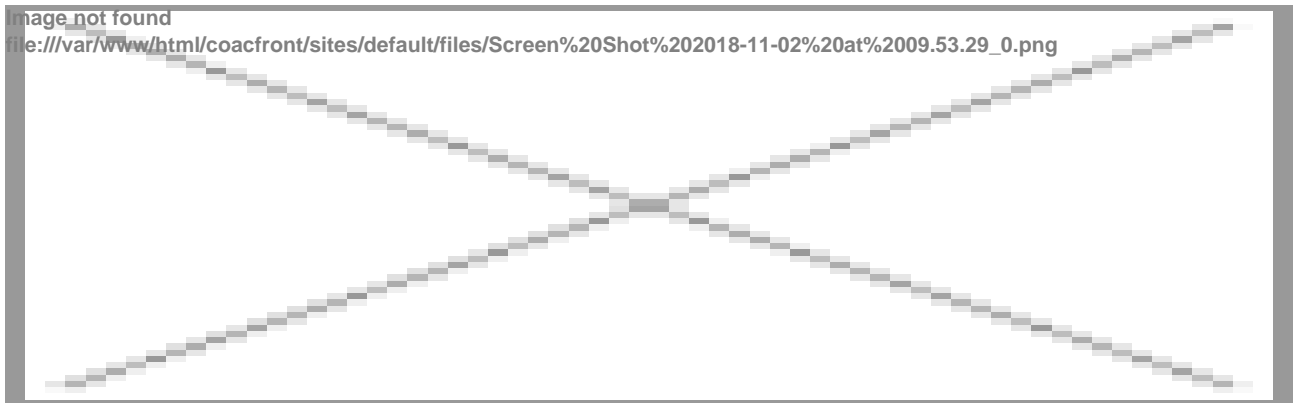 Image not found
file:///var/www/html/coacfront/sites/default/files/Screen%20Shot%202018-11-02%20at%2009.53.29_0.png